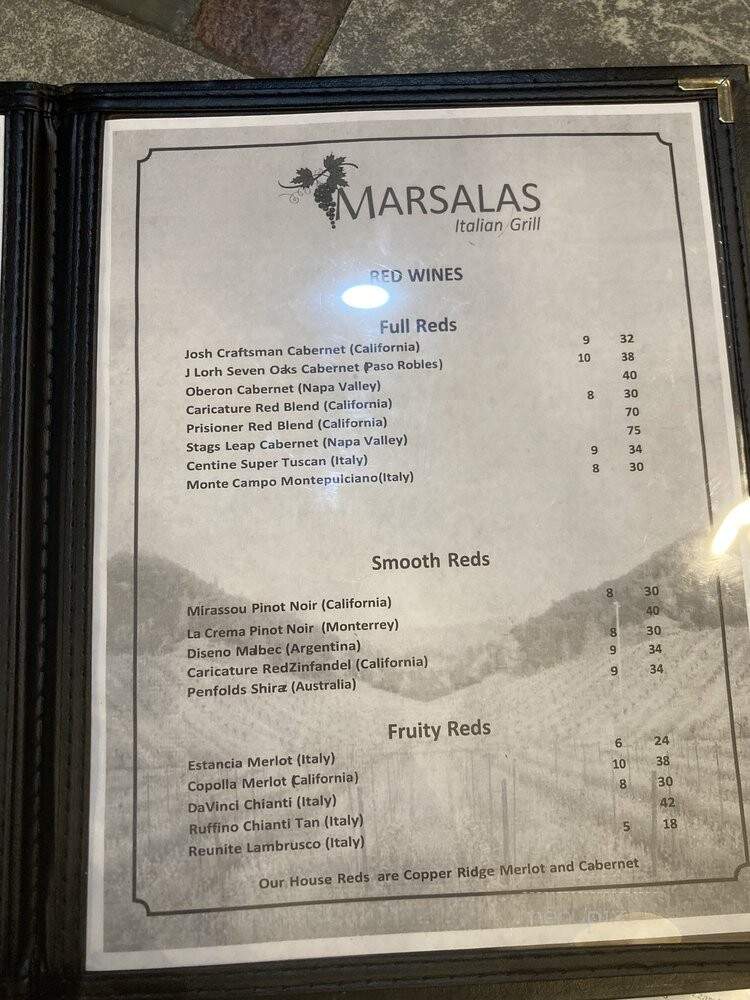 MARSALAS
Italian Grill
RED WINES
Full Reds
Josh Craftsman Cabernet (California) 9 32
J Lorh Seven Oaks Cabernet (Paso Robles) 10 38
Oberon Cabernet (Napa Valley) 40
Caricature Red Blend (California) 8 30
Prisioner Red Blend (California) 70
Stags Leap Cabernet (Napa Valley) 75
Centine Super Tuscan (Italy) 9 34
Monte Campo Montepulciano(Italy) 8 30
Smooth Reds
Mirassou Pinot Noir (California) 8 30
La Crema Pinot Noir (Monterrey) 40
Diseno Malbec (Argentina) 8 30
Caricature RedZinfandel (California) 9 34
Penfolds Shiraz (Australia) 9 34
Fruity Reds
Estancia Merlot (Italy) 6 24
Copolla Merlot (California) 10 38
DaVinci Chianti (Italy) 8 30
Ruffino Chianti Tan (Italy) 42
Reunite Lambrusco (Italy) 5 18
Our House Reds are Copper Ridge Merlot and Cabernet